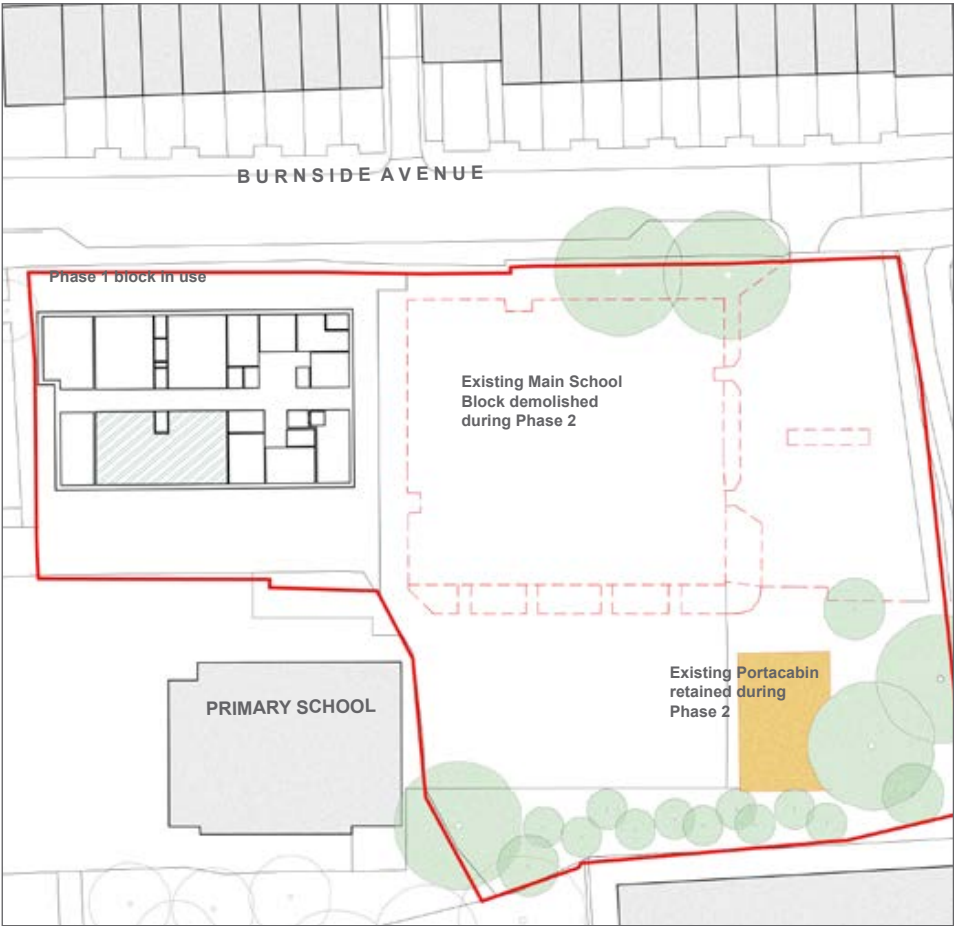 BURNSIDE AVENUE
Phase 1 block in use
Existing Main School
Block demolished
during Phase 2
Existing Portacabin
retained during
Phase 2
PRIMARY SCHOOL